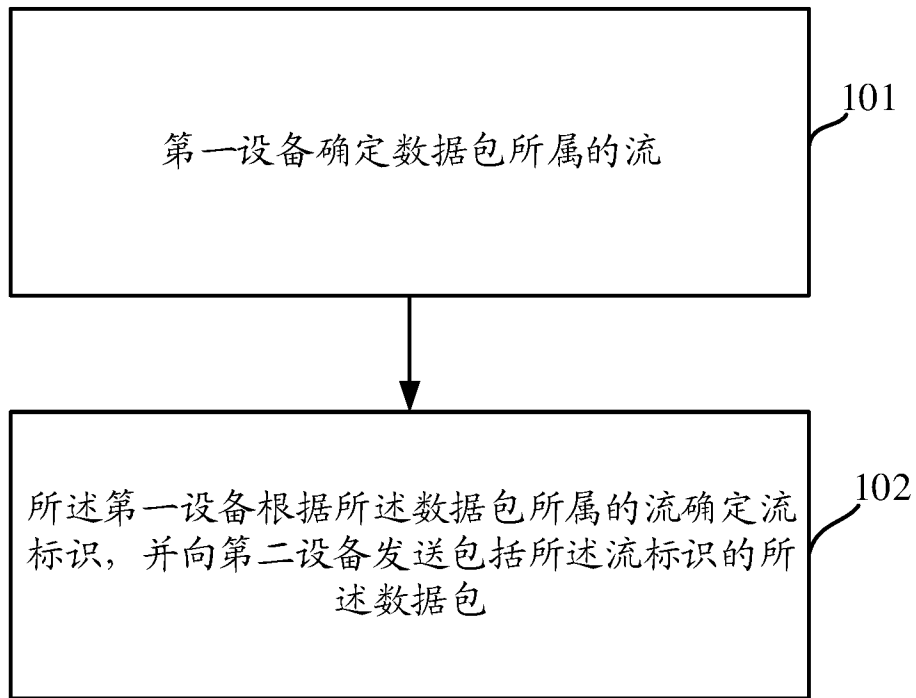 第一设备确定数据包所属的流
101
所述第一设备根据所述数据包所属的流确定流
标识，并向第二设备发送包括所述流标识的所
述数据包
102